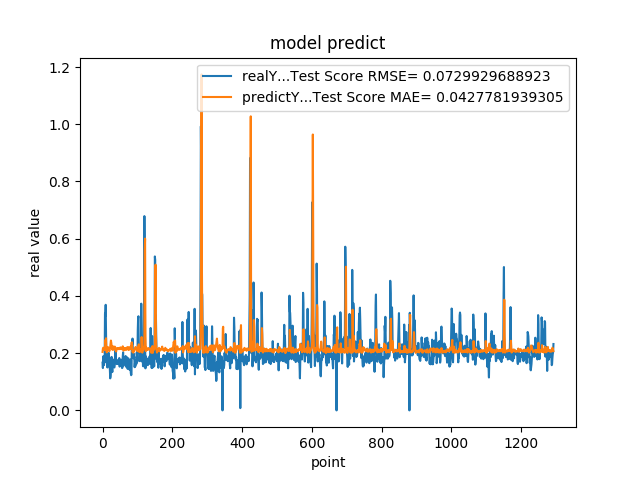 model predict
realY...Test Score RMSE= 0.0729929688923
predictY...Test Score MAE= 0.0427781939305
1.2
1.0
0.8
0.6
0.4
0.2
0.0
real value
0 200 400 600 800 1000 1200
point